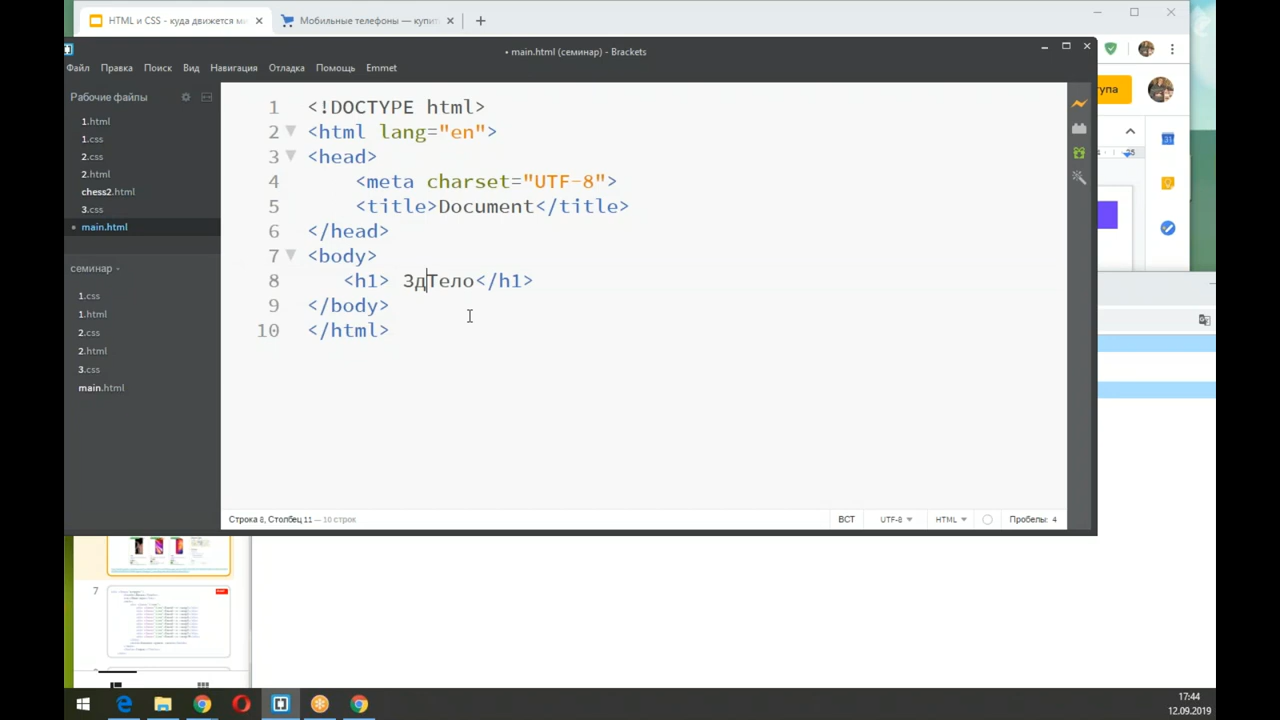 HTML и CSS - куда движется ми
Мобильные телефоны — купить
• main.html (семинар) - Brackets
Файл Правка Поиск Вид Навигация Отладка Помощь Emmet
упа
Рабочие файлы
1.html
1.css
2.css
2.html
chess2.html
3.css
main.html
семинар
1.css
1.html
2.css
2.html
3.css
main.html
1 <!DOCTYPE html>
2 <html lang="en">
3 <head>
4 <meta charset="UTF-8">
5 <title>Document</title>
6 </head>
7 <body>
8 <h1> ЗдТело</h1>
9 </body>
10 </html>
31
Строка 8, Столбец 11 — 10 строк
ВСТ UTF-8 HTML Пробелы: 4
7
17:44
12.09.2019